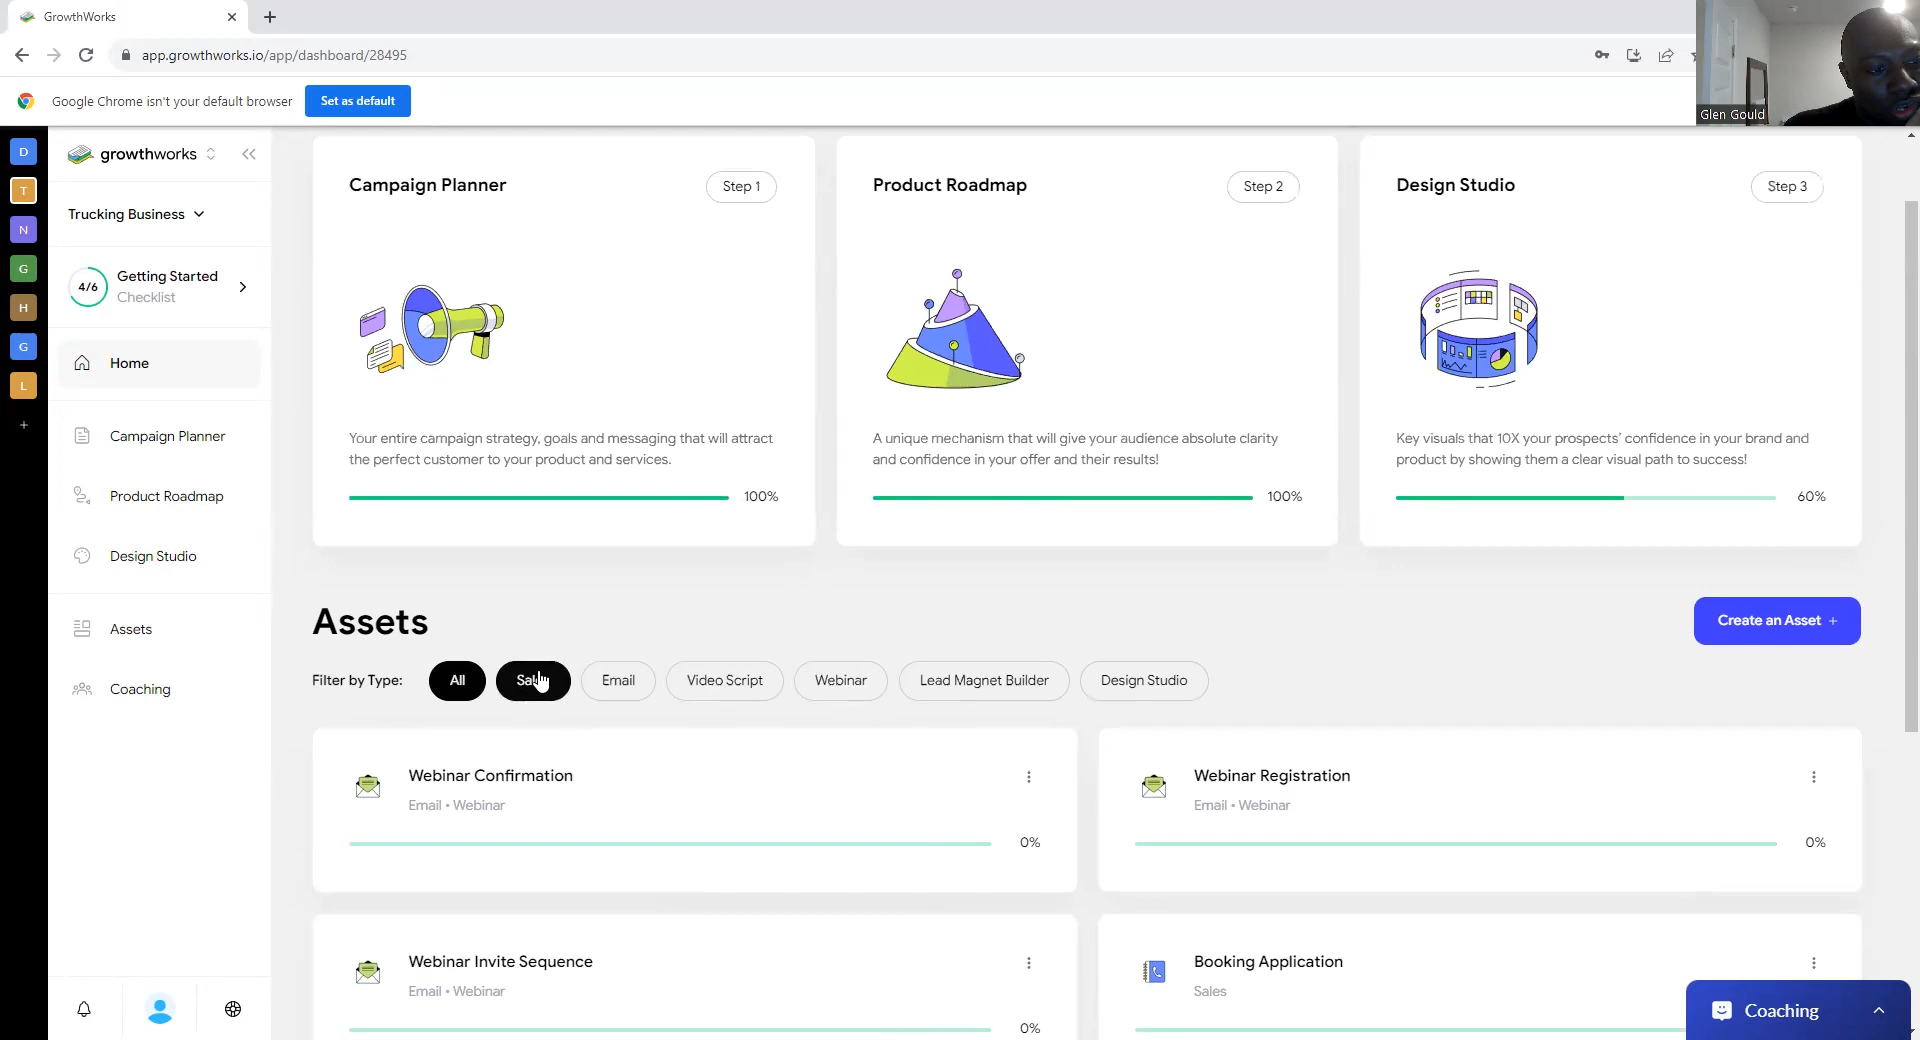 GrowthWorks
app.growthworks.io/app/dashboard/28495
Google Chrome isn't your default browser
Set as default
Glen Gould
D
T
N
G
H
G
L
+
growthworks
Trucking Business
4/6
Getting Started
Checklist
Home
Campaign Planner
Product Roadmap
Design Studio
Assets
Coaching
Campaign Planner
Step 1
Your entire campaign strategy, goals and messaging that will attract
the perfect customer to your product and services.
100%
Product Roadmap
Step 2
A unique mechanism that will give your audience absolute clarity
and confidence in your offer and their results!
100%
Design Studio
Step 3
Key visuals that 10X your prospects' confidence in your brand and
product by showing them a clear visual path to success!
60%
Assets
Create an Asset +
Filter by Type:
All
Email
Video Script
Webinar
Lead Magnet Builder
Design Studio
Webinar Confirmation
Email • Webinar
0%
Webinar Registration
Email • Webinar
0%
Webinar Invite Sequence
Email • Webinar
0%
Booking Application
Sales
Coaching